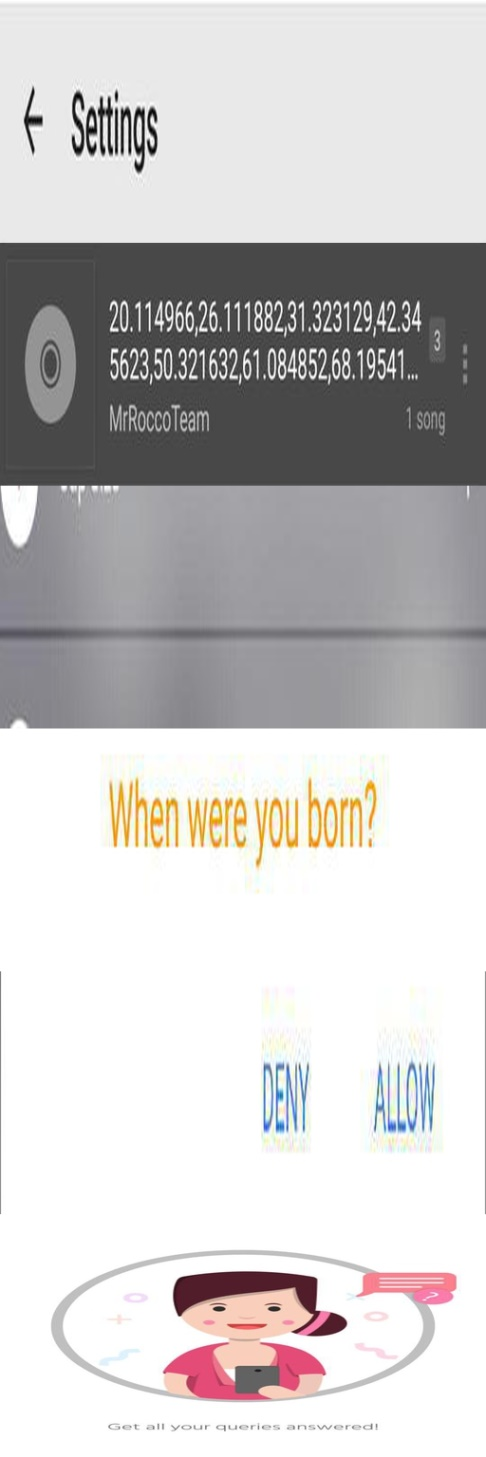 Settings
20.114966,26.111882,31.323129,42.34
5623,50.321632,61.084852,68.19541...
3
MrRoccoTeam
1 song
When were you born?
DENY
ALLOW
?
Get all your queries answered!